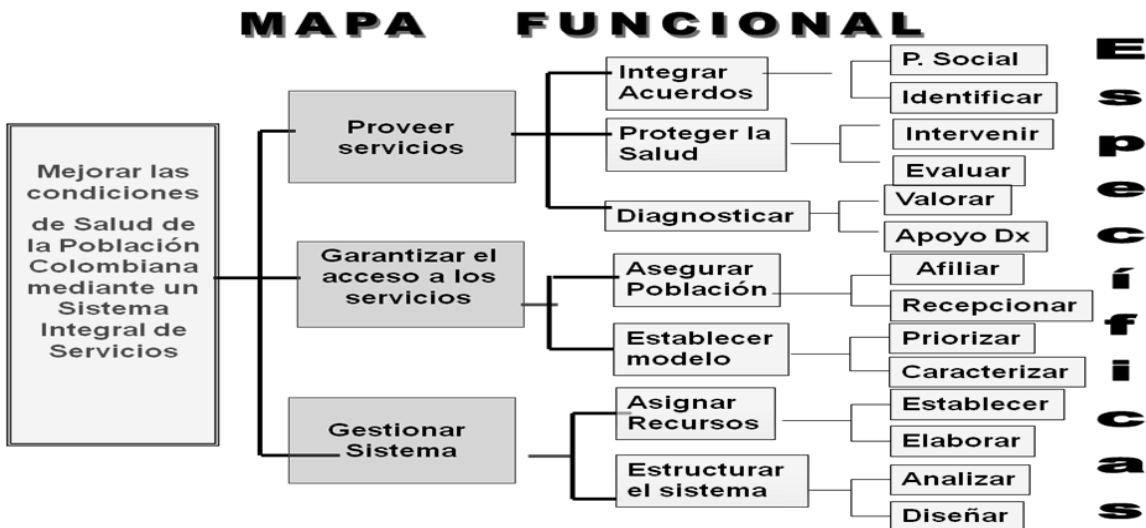 MAPA FUNCIONAL
Mejorar las
condiciones
de Salud de
la Población
Colombiana
mediante un
Sistema
Integral de
Servicios
Proveer
servicios
Integrar
Acuerdos
P. Social
Identificar
Proteger la
Salud
Intervenir
Evaluar
Diagnosticar
Valorar
Apoyo Dx
Garantizar el
acceso a los
servicios
Asegurar
Población
Afiliar
Recepcionar
Establecer
modelo
Priorizar
Caracterizar
Gestionar
Sistema
Asignar
Recursos
Establecer
Elaborar
Estructurar
el sistema
Analizar
Diseñar
Específicas